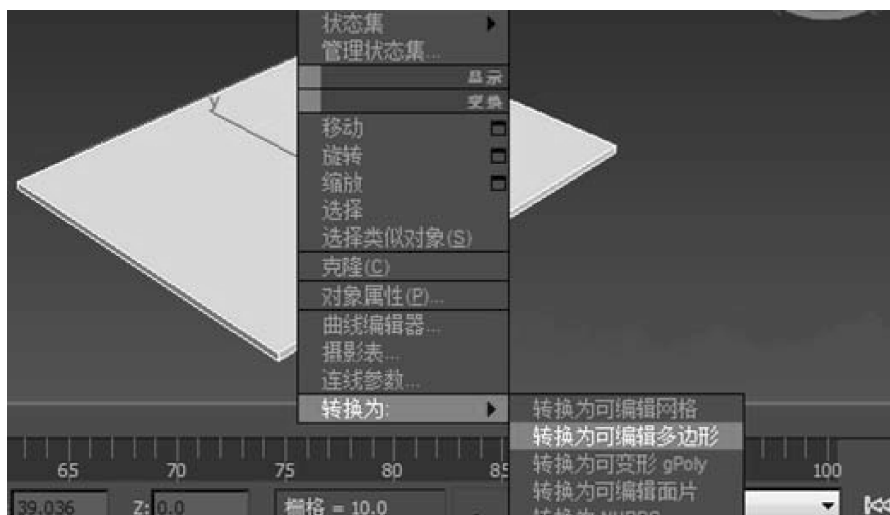 状态集
管理状态集...
显示
变换
移动
旋转
缩放
选择
选择类似对象(S)
克隆(C)
对象属性(P)...
曲线编辑器...
摄影表...
连线参数...
转换为:
转换为可编辑网格
转换为可编辑多边形
转换为可变形 gPoly
转换为可编辑面片
转换为 NURBS
y
65 70 75 80 85 100
39.036 Z: 0.0 栅格 = 10.0